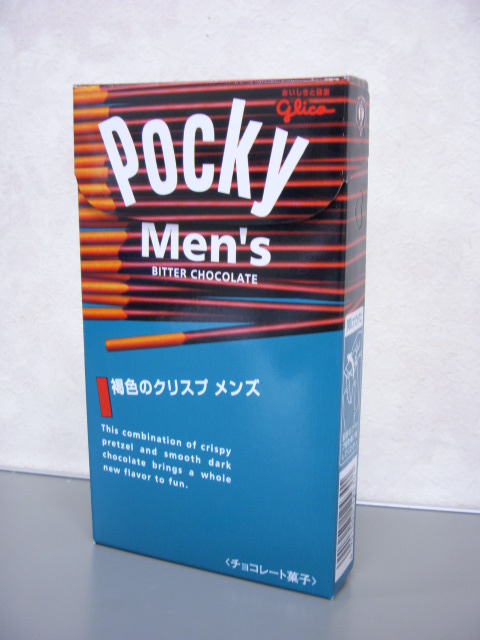 おいしさと健康
glico
Pocky
Men's
BITTER CHOCOLATE
褐色のクリスプ メンズ
This combination of crispy
pretzel and smooth dark
chocolate brings a whole
new flavor to fun.
〈チョコレート菓子〉